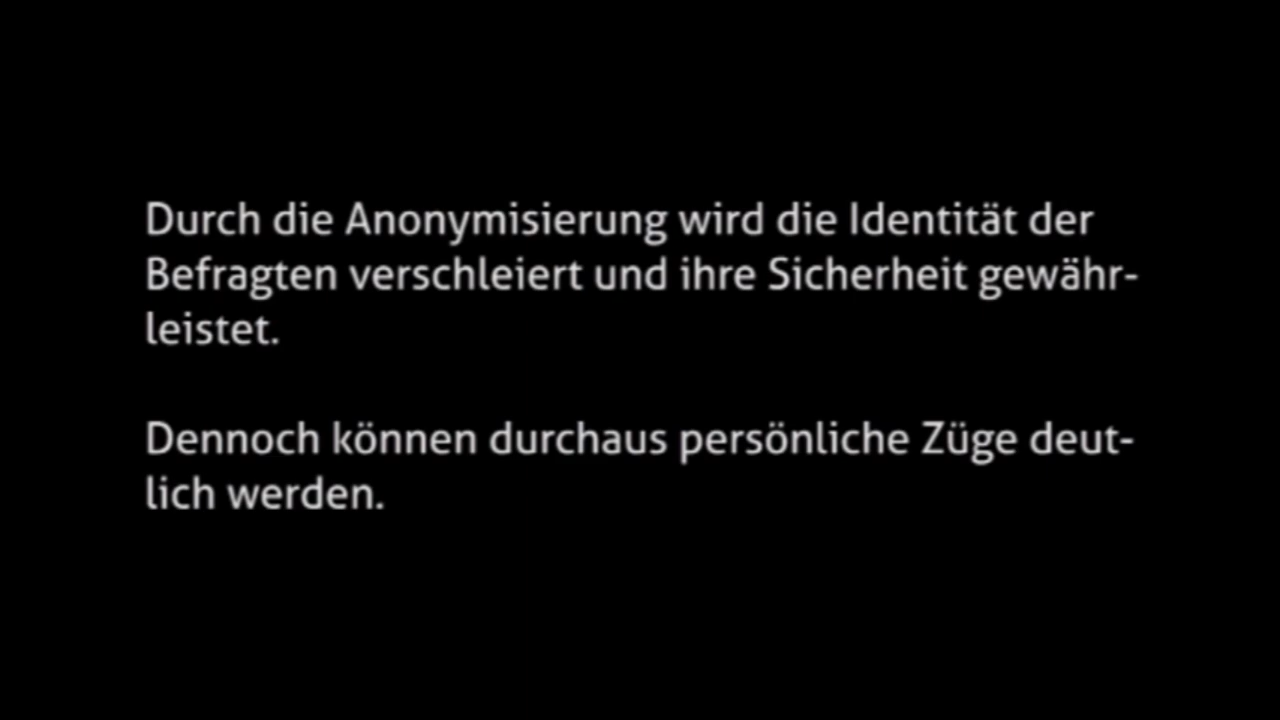 Durch die Anonymisierung wird die Identität der
Befragten verschleiert und ihre Sicherheit gewähr-
leistet.
Dennoch können durchaus persönliche Züge deut-
lich werden.